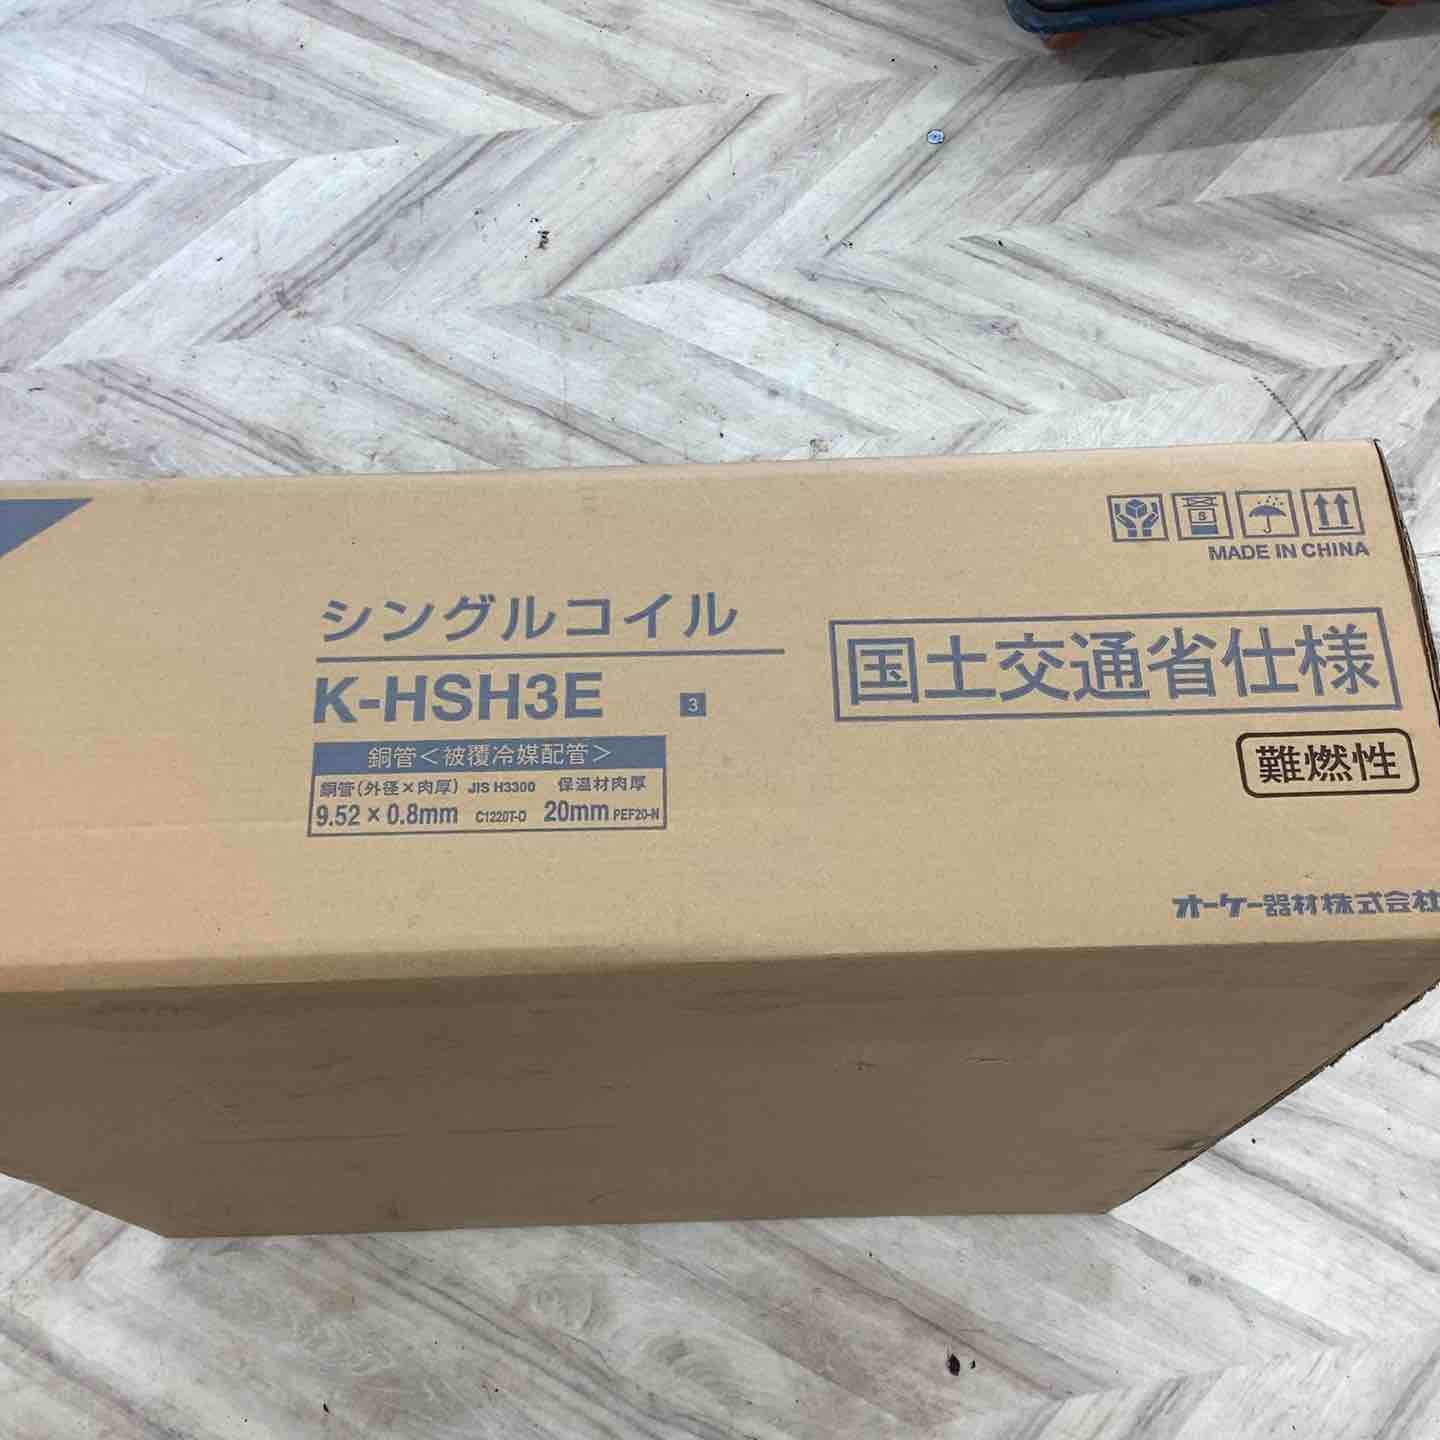 S
MADE IN CHINA
シングルコイル
K-HSH3E 3
国土交通省仕様
難燃性
銅管＜被覆冷媒配管＞
銅管(外径×肉厚) JIS H3300 保温材肉厚
9.52×0.8mm C1220T-O 20mm PEF20-N
オーケー器材株式会社